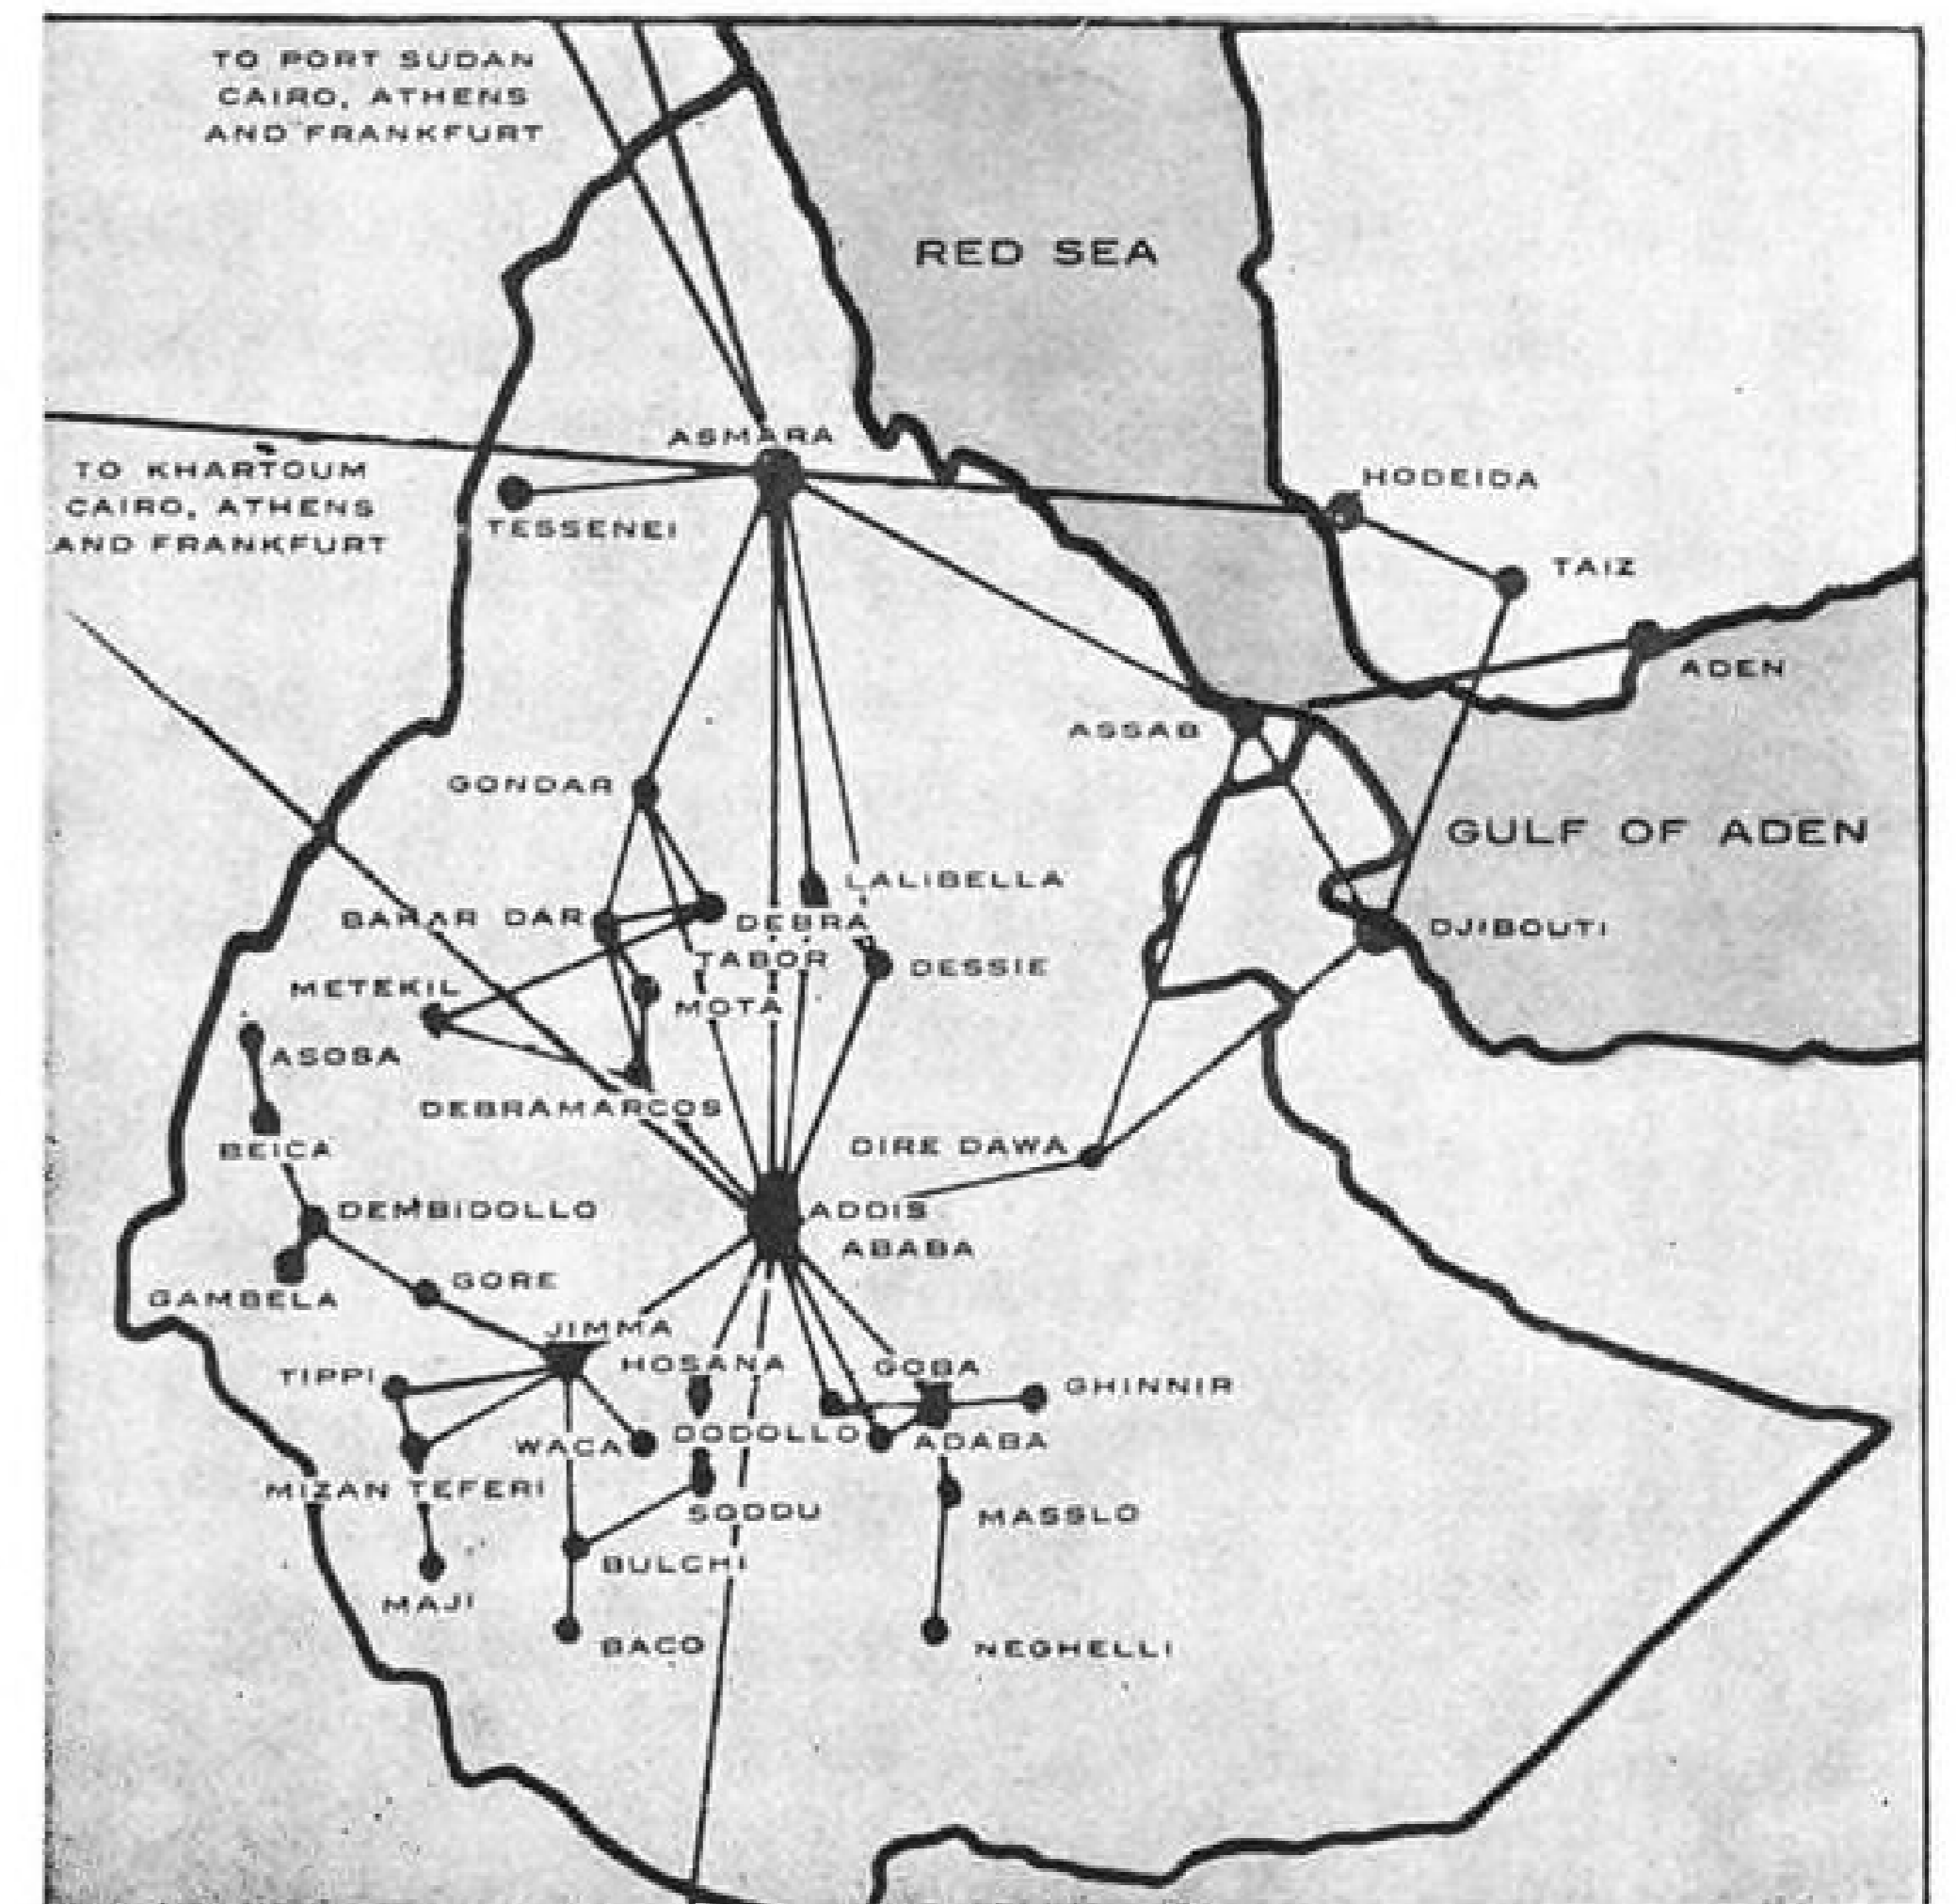 TO PORT SUDAN
CAIRO, ATHENS
AND FRANKFURT
RED SEA
ASMARA
TO KHARTOUM
CAIRO, ATHENS
AND FRANKFURT
TESSENEI
HODEIDA
TAIZ
ADEN
ASSAB
GONDAR
GULF OF ADEN
LALIBELLA
BAHAR DAR
DEBRA
TABOR
DJIBOUTI
DESSIE
METEKIL
MOTA
ASOSA
DEBRAMARCOS
BEICA
DIRE DAWA
DEMBIDOLLO
ADDIS
ABABA
GORE
GAMBELA
JIMMA
HOSANA
GOBA
TIPPI
GHINNIR
WACA
DODOLLO
ADABA
MIZAN TEFERI
SODDU
MASSLO
BULCHI
MAJI
BACO
NEGHELLI